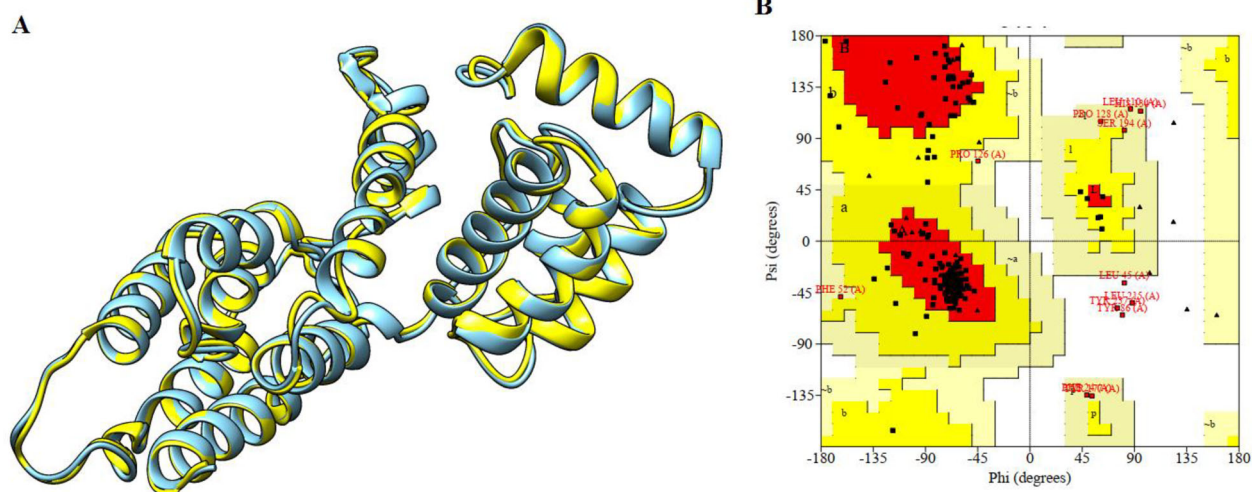 A
B
180
135
90
45
0
-45
-90
-135
-180
-135
-90
-45
0
45
90
135
180
Psi (degrees)
Phi (degrees)
B
b
~b
~b
b
PRO 128 (A)
SER 194 (A)
PRO 126 (A)
l
L
a
A
~a
LEU 45 (A)
PHE 52 (A)
~b
b
p
p
b
~b